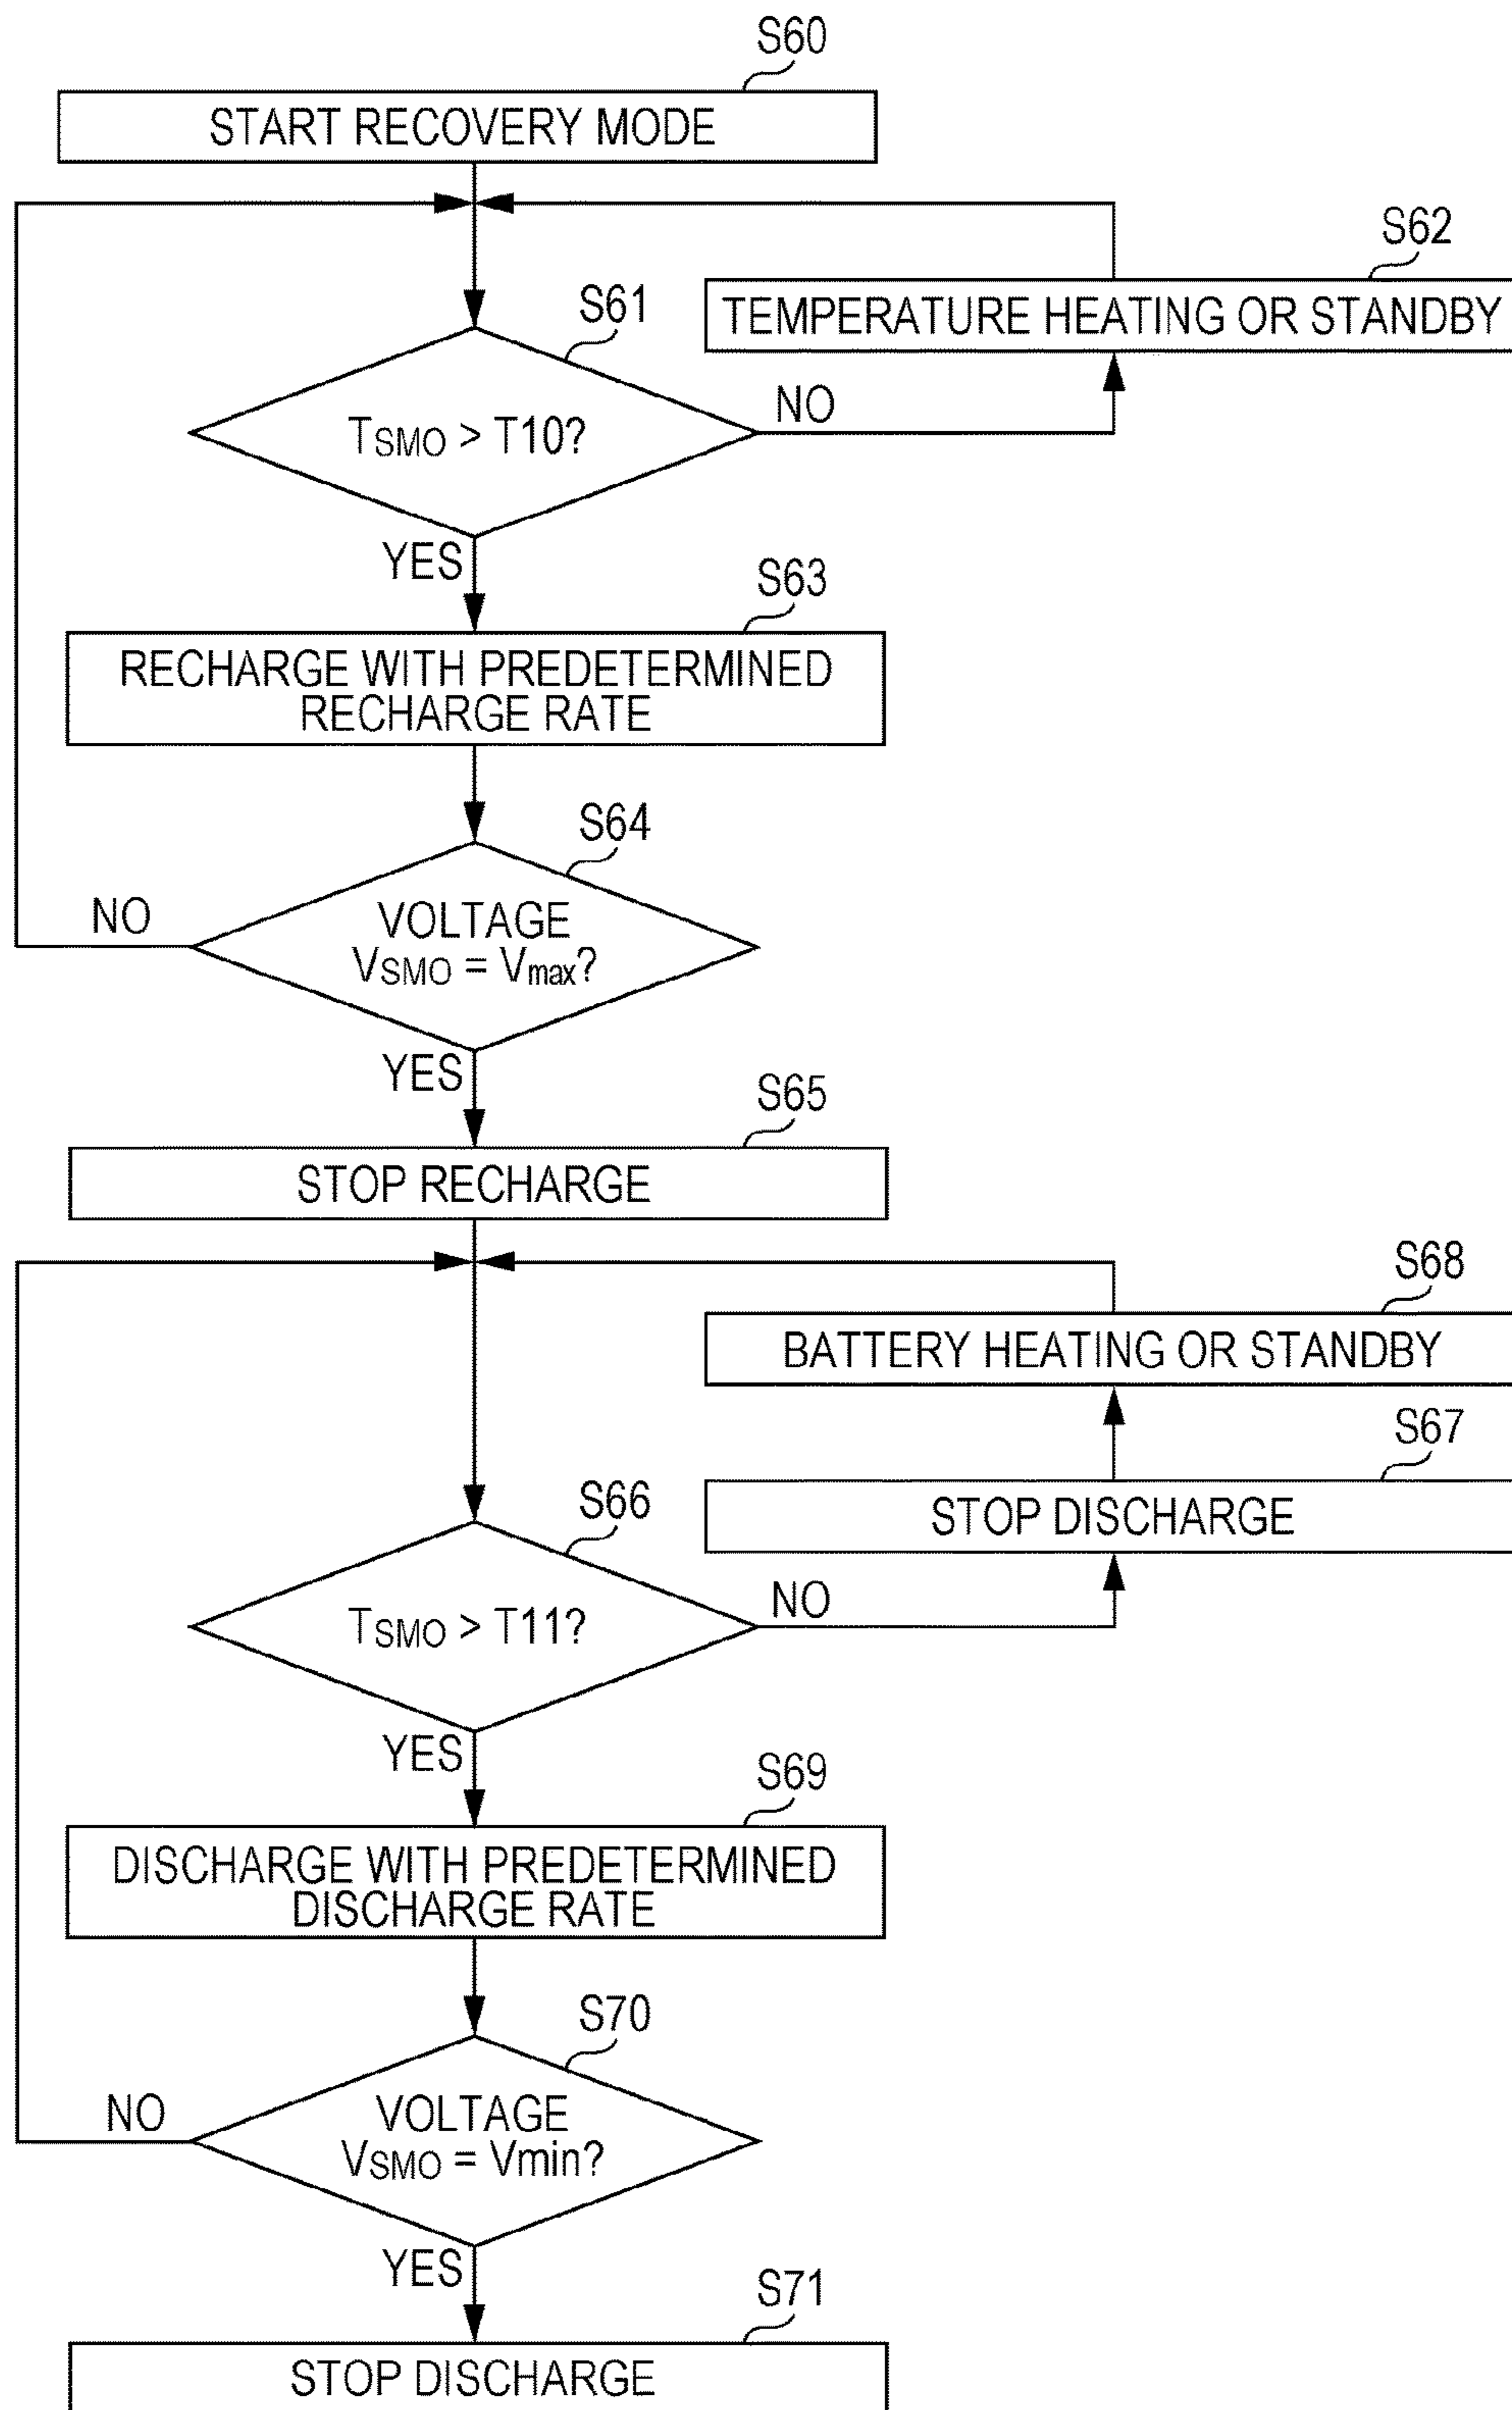 S60
START RECOVERY MODE
S62
TEMPERATURE HEATING OR STANDBY
S61
TSMO > T10?
NO
YES
S63
RECHARGE WITH PREDETERMINED
RECHARGE RATE
S64
VOLTAGE
VSMO = Vmax?
NO
YES
S65
STOP RECHARGE
S68
BATTERY HEATING OR STANDBY
S67
STOP DISCHARGE
S66
TSMO > T11?
NO
YES
S69
DISCHARGE WITH PREDETERMINED
DISCHARGE RATE
S70
VOLTAGE
VSMO = Vmin?
NO
YES
S71
STOP DISCHARGE